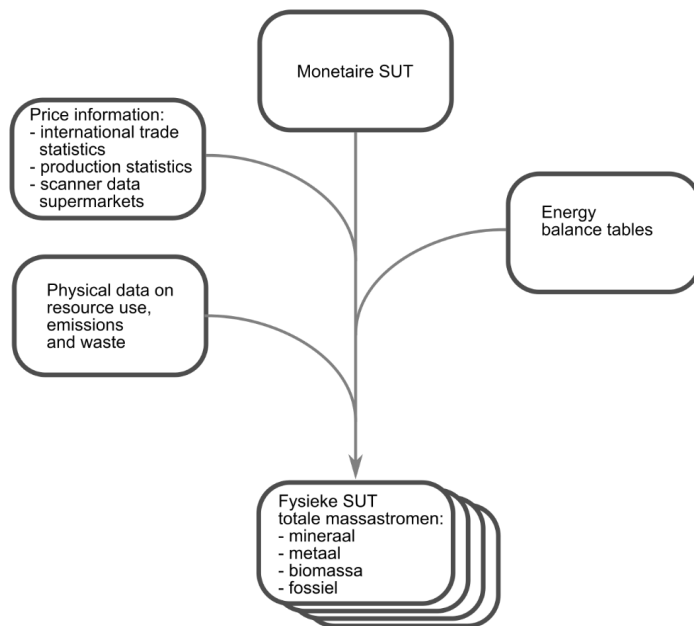 Monetaire SUT
Price information:
- international trade
statistics
- production statistics
- scanner data
supermarkets
Energy
balance tables
Physical data on
resource use,
emissions
and waste
Fysieke SUT
totale massastromen:
- mineraal
- metaal
- biomassa
- fossiel